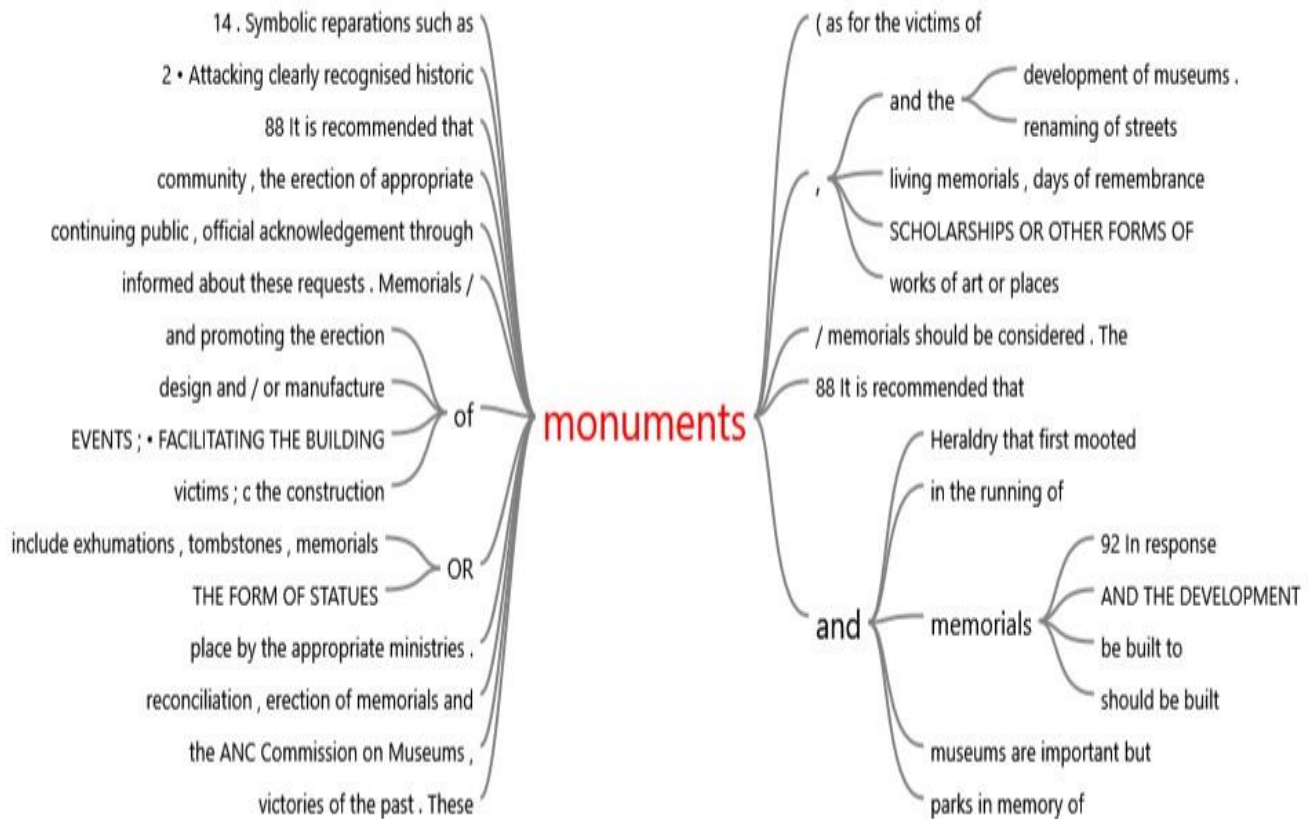 14 . Symbolic reparations such as
2 • Attacking clearly recognised historic
88 It is recommended that
community , the erection of appropriate
continuing public , official acknowledgement through
informed about these requests . Memorials /
and promoting the erection
design and / or manufacture
of
EVENTS ; • FACILITATING THE BUILDING
victims ; c the construction
include exhumations , tombstones , memorials
OR
THE FORM OF STATUES
place by the appropriate ministries .
reconciliation , erection of memorials and
the ANC Commission on Museums ,
victories of the past . These
monuments
( as for the victims of
,
and the
development of museums .
renaming of streets
living memorials , days of remembrance
SCHOLARSHIPS OR OTHER FORMS OF
works of art or places
/ memorials should be considered . The
88 It is recommended that
and
Heraldry that first mooted
in the running of
memorials
92 In response
AND THE DEVELOPMENT
be built to
should be built
museums are important but
parks in memory of